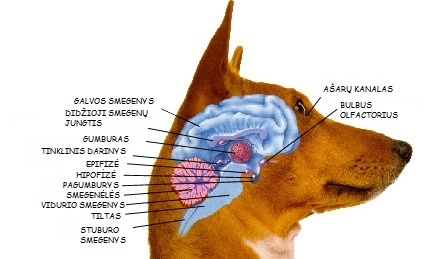 GALVOS SMEGENYS
DIDŽIOJI SMEGENŲ
JUNGTIS
GUMBURAS
TINKLINIS DARINYS
EPIFIZĖ
HIPOFIZĖ
PAGUMBURYS
SMEGENĖLĖS
VIDURIO SMEGENYS
TILTAS
STUBURO
SMEGENYS
AŠARŲ KANALAS
BULBUS
OLFACTORIUS